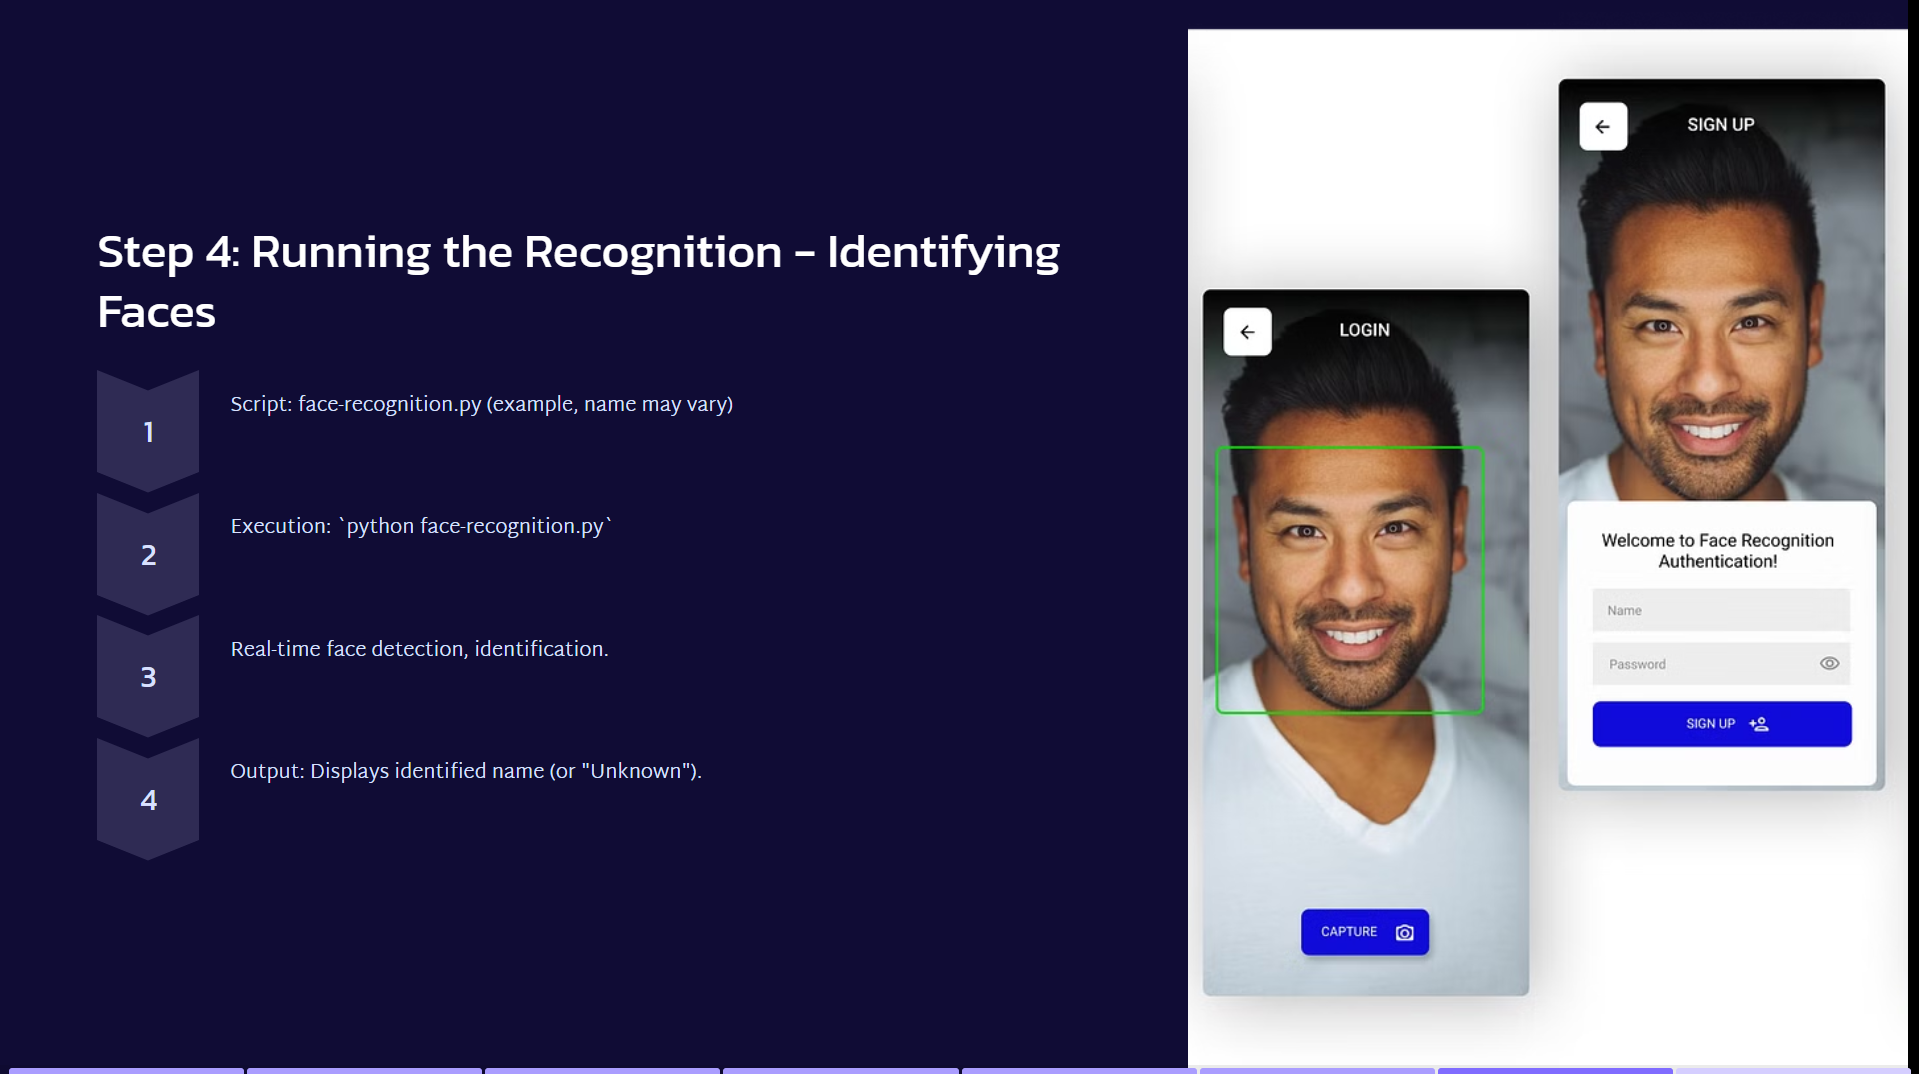 Step 4: Running the Recognition – Identifying
Faces
1
Script: face-recognition.py (example, name may vary)
2
Execution: `python face-recognition.py`
3
Real-time face detection, identification.
4
Output: Displays identified name (or "Unknown").
LOGIN
CAPTURE
SIGN UP
Welcome to Face Recognition
Authentication!
Name
Password
SIGN UP